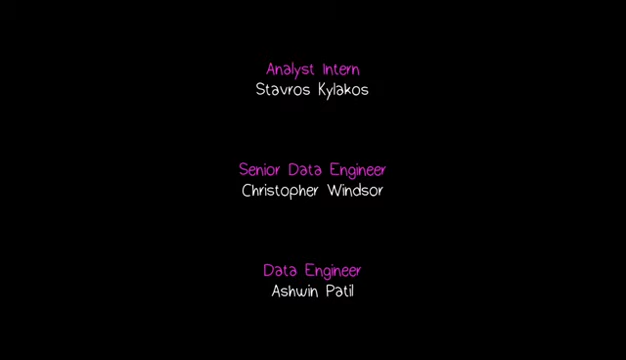 Analyst Intern
Stavros Kylakos
Senior Data Engineer
Christopher Windsor
Data Engineer
Ashwin Patil